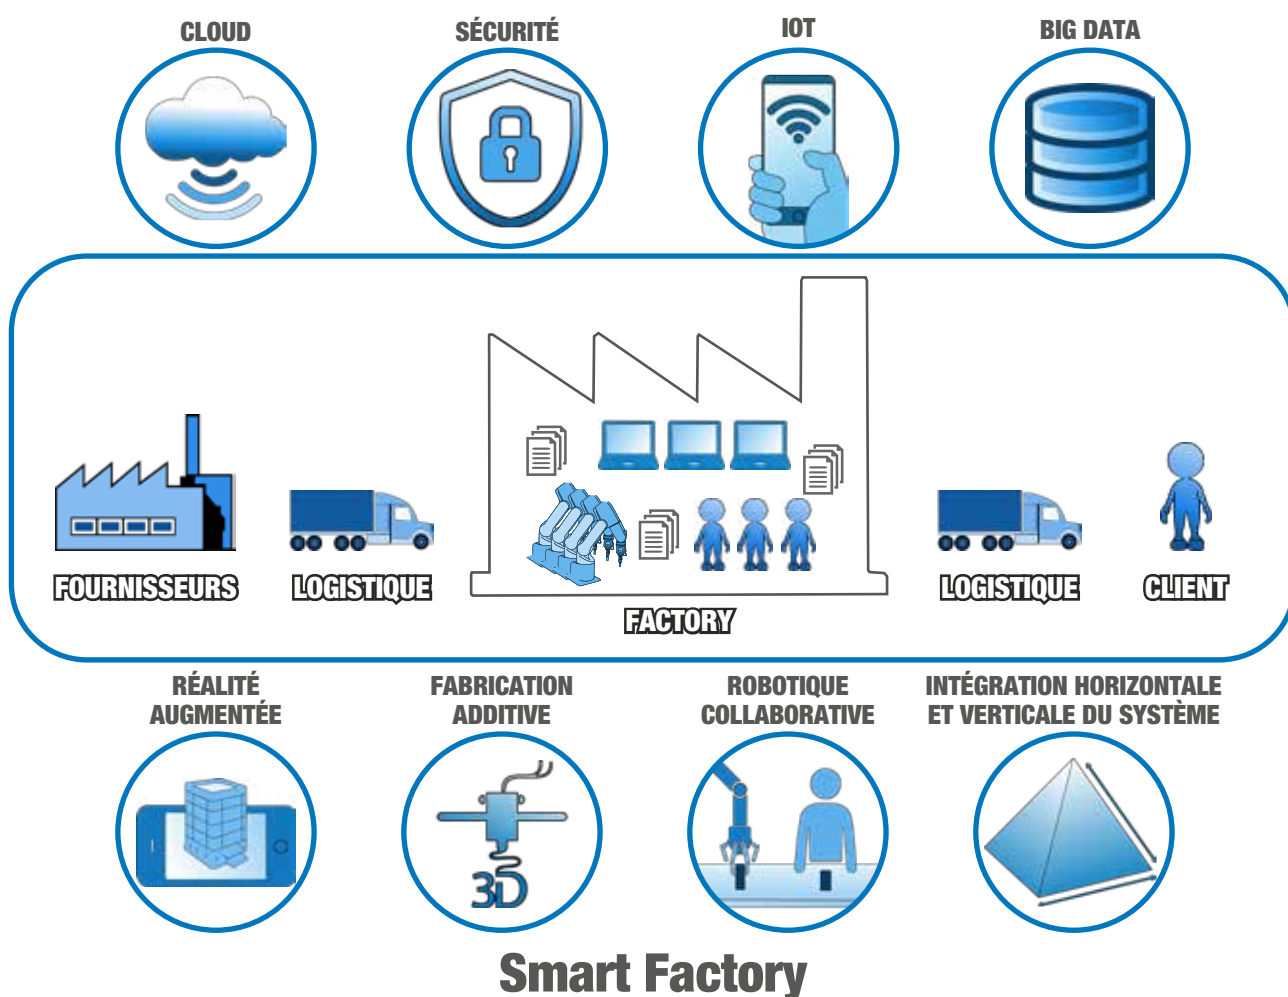 CLOUD
SÉCURITÉ
IOT
BIG DATA
FOURNISSEURS
LOGISTIQUE
FACTORY
LOGISTIQUE
CLIENT
RÉALITÉ
AUGMENTÉE
FABRICATION
ADDITIVE
3D
ROBOTIQUE
COLLABORATIVE
INTÉGRATION HORIZONTALE
ET VERTICALE DU SYSTÈME
Smart Factory